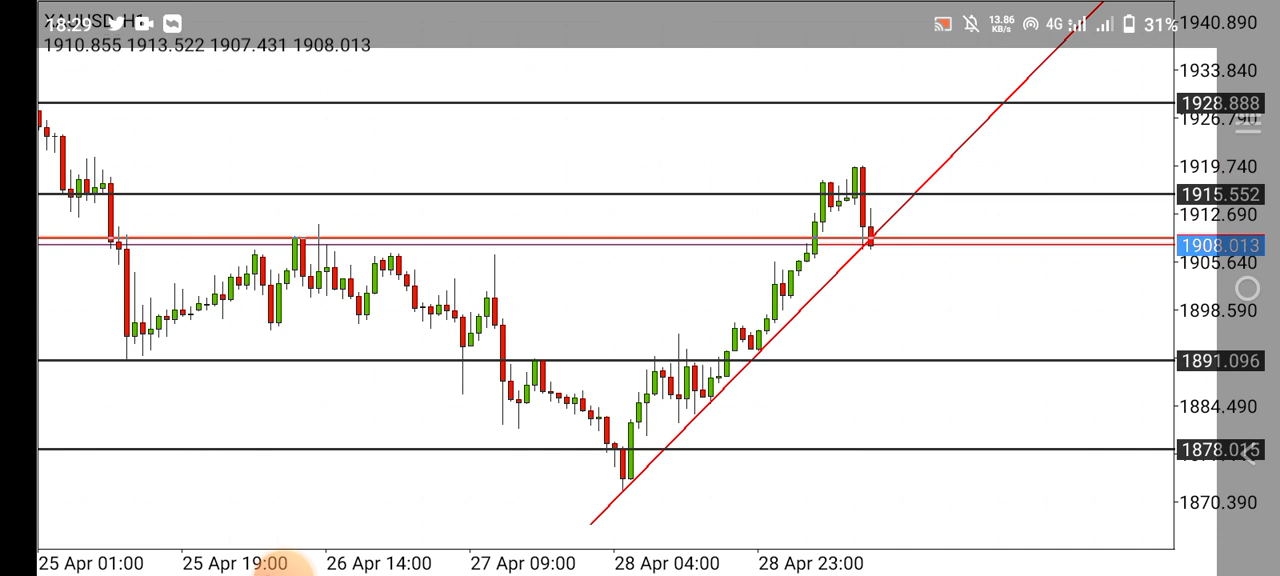 XAUUSD H1
18:29
13.86
KB/s
4G
31%
1910.855 1913.522 1907.431 1908.013
1940.890
1933.840
1928.888
1926.790
1919.740
1915.552
1912.690
1908.013
1905.640
1898.590
1891.096
1884.490
1878.015
1870.390
25 Apr 01:00
25 Apr 19:00
26 Apr 14:00
27 Apr 09:00
28 Apr 04:00
28 Apr 23:00